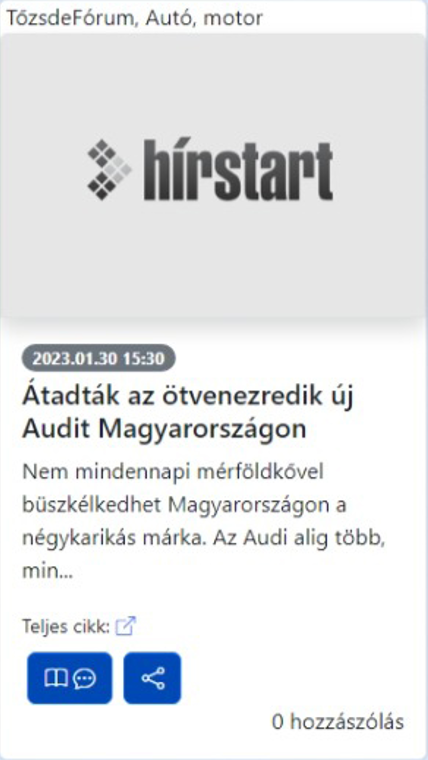 TőzsdeFórum, Autó, motor
hírstart
2023.01.30 15:30
Átadták az ötvenezredik új
Audit Magyarországon
Nem mindennapi mérföldkővel
büszkélkedhet Magyarországon a
négykarikás márka. Az Audi alig több,
min...
Teljes cikk:
0 hozzászólás